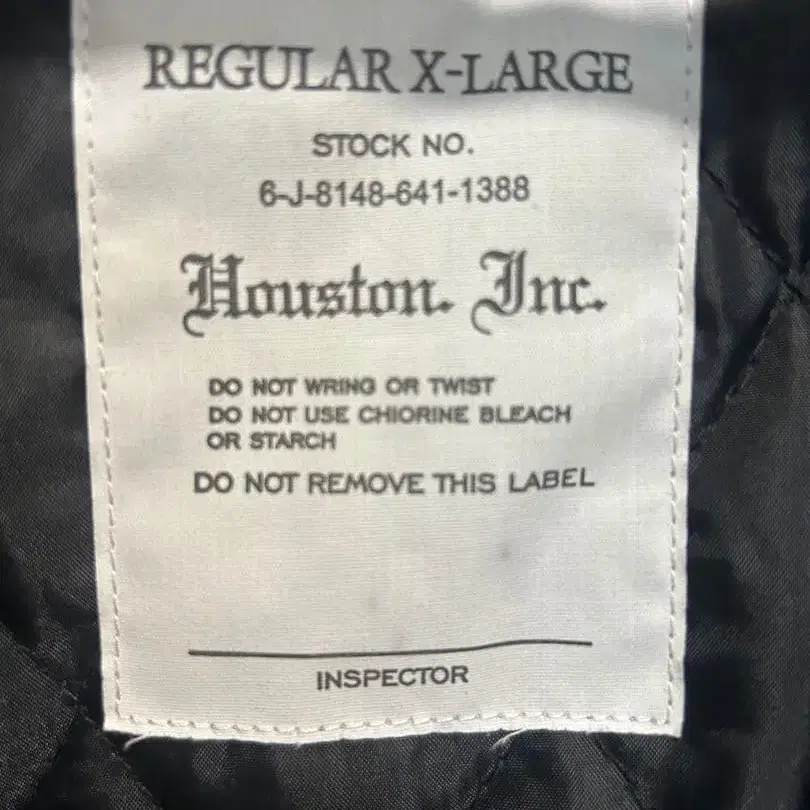 REGULAR X-LARGE
STOCK NO.
6-J-8148-641-1388
Houston. Inc.
DO NOT WRING OR TWIST
DO NOT USE CHIORINE BLEACH
OR STARCH
DO NOT REMOVE THIS LABEL
INSPECTOR